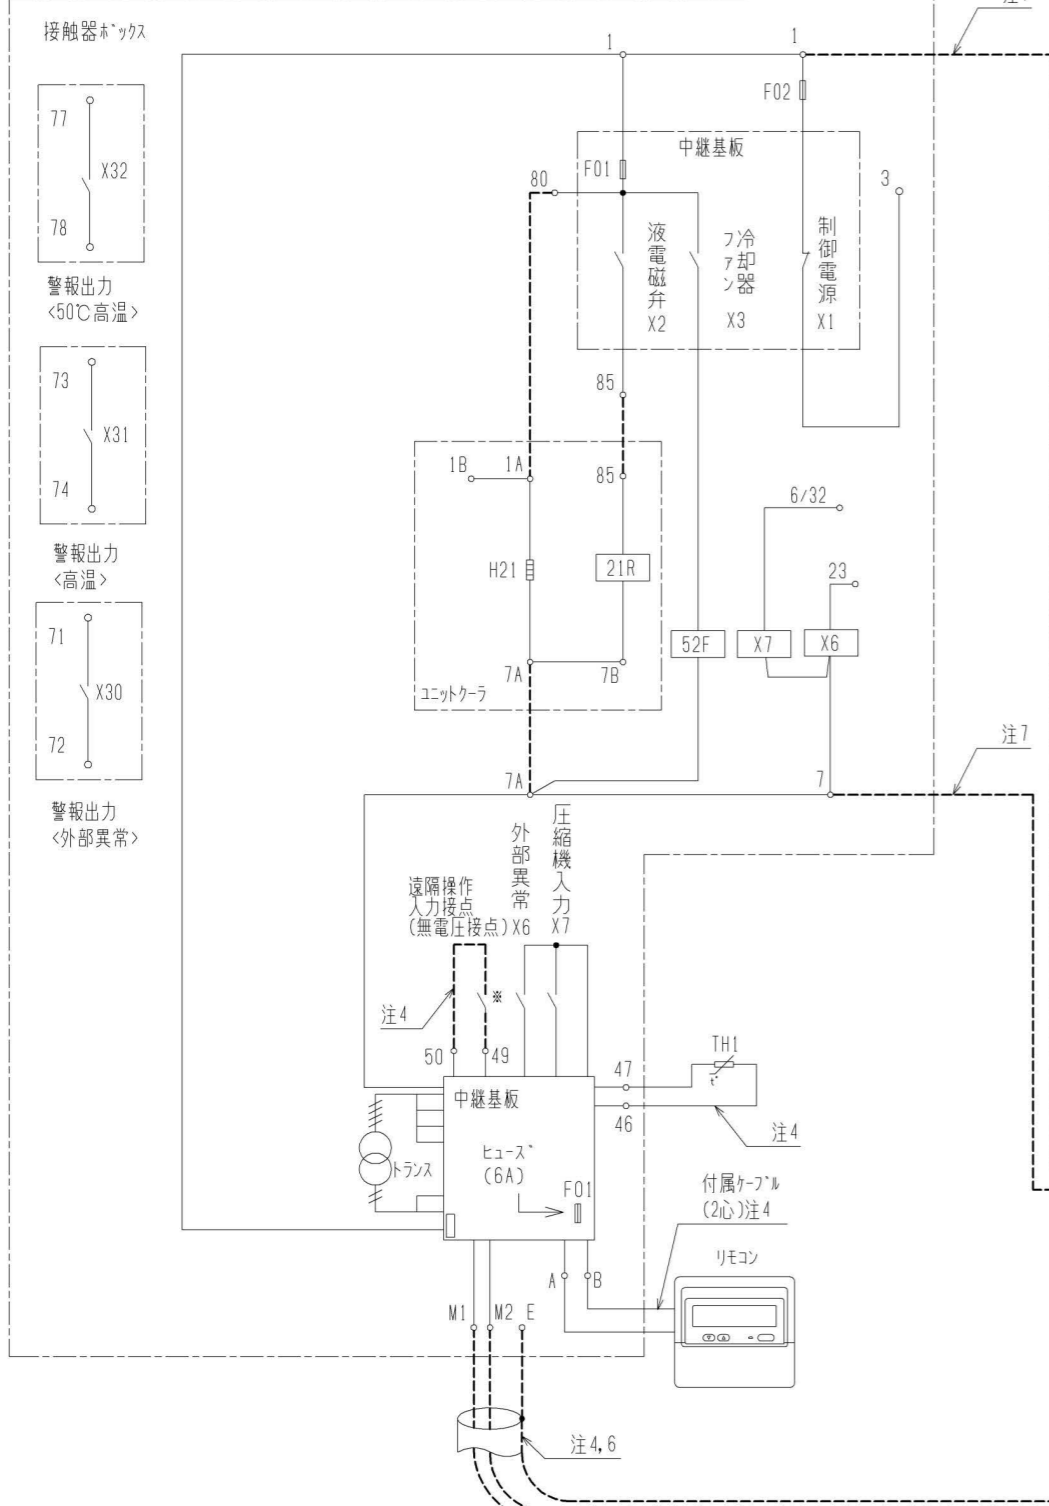 接触器ﾎﾞｯｸｽ
77
X32
78
警報出力
<50℃高温>
73
X31
74
警報出力
<高温>
71
X30
72
警報出力
<外部異常>
1
1
F02
中継基板
F01
80
3
液電磁弁
X2
冷却器
ファン
X3
制御電源
X1
85
1B
1A
85
6/32
H21
21R
23
52F
X7
X6
7A
7B
ﾕﾆｯﾄｸｰﾗ
注7
7A
7
外部異常
X6
圧縮機入力
X7
遠隔操作
入力接点
(無電圧接点)
※
注4
50
49
47
46
TH1
t°
注4
中継基板
ﾋｭｰｽﾞ
(6A)
F01
ﾄﾗﾝｽ
付属ｹｰﾌﾞﾙ
(2心)注4
ﾘﾓｺﾝ
A
B
M1
M2
E
注4,6